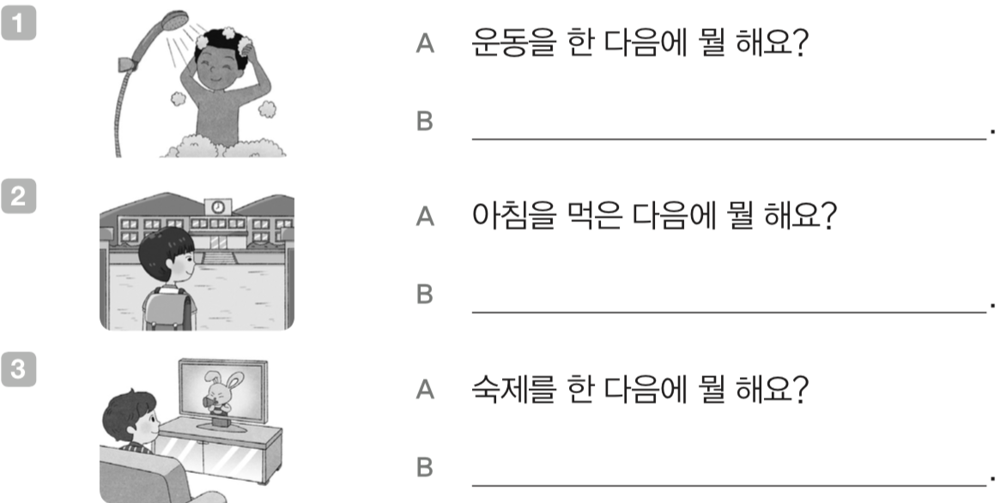 1
A 운동을 한 다음에 뭘 해요?
B .
2
A 아침을 먹은 다음에 뭘 해요?
B .
3
A 숙제를 한 다음에 뭘 해요?
B .